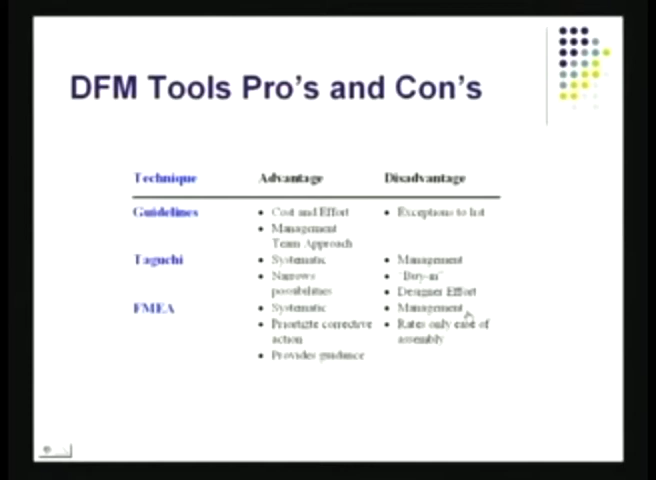 DFM Tools Pro's and Con's
Technique Advantage Disadvantage
Guidelines • Cost and Effort • Exceptions to list
• Management
Team Approach
Taguchi • Systematic • Management
• Narrows • "Buy-in"
possibilities • Designer Effort
FMEA • Systematic • Management
• Prioritize corrective • Rates only ease of
action assembly
• Provides guidance